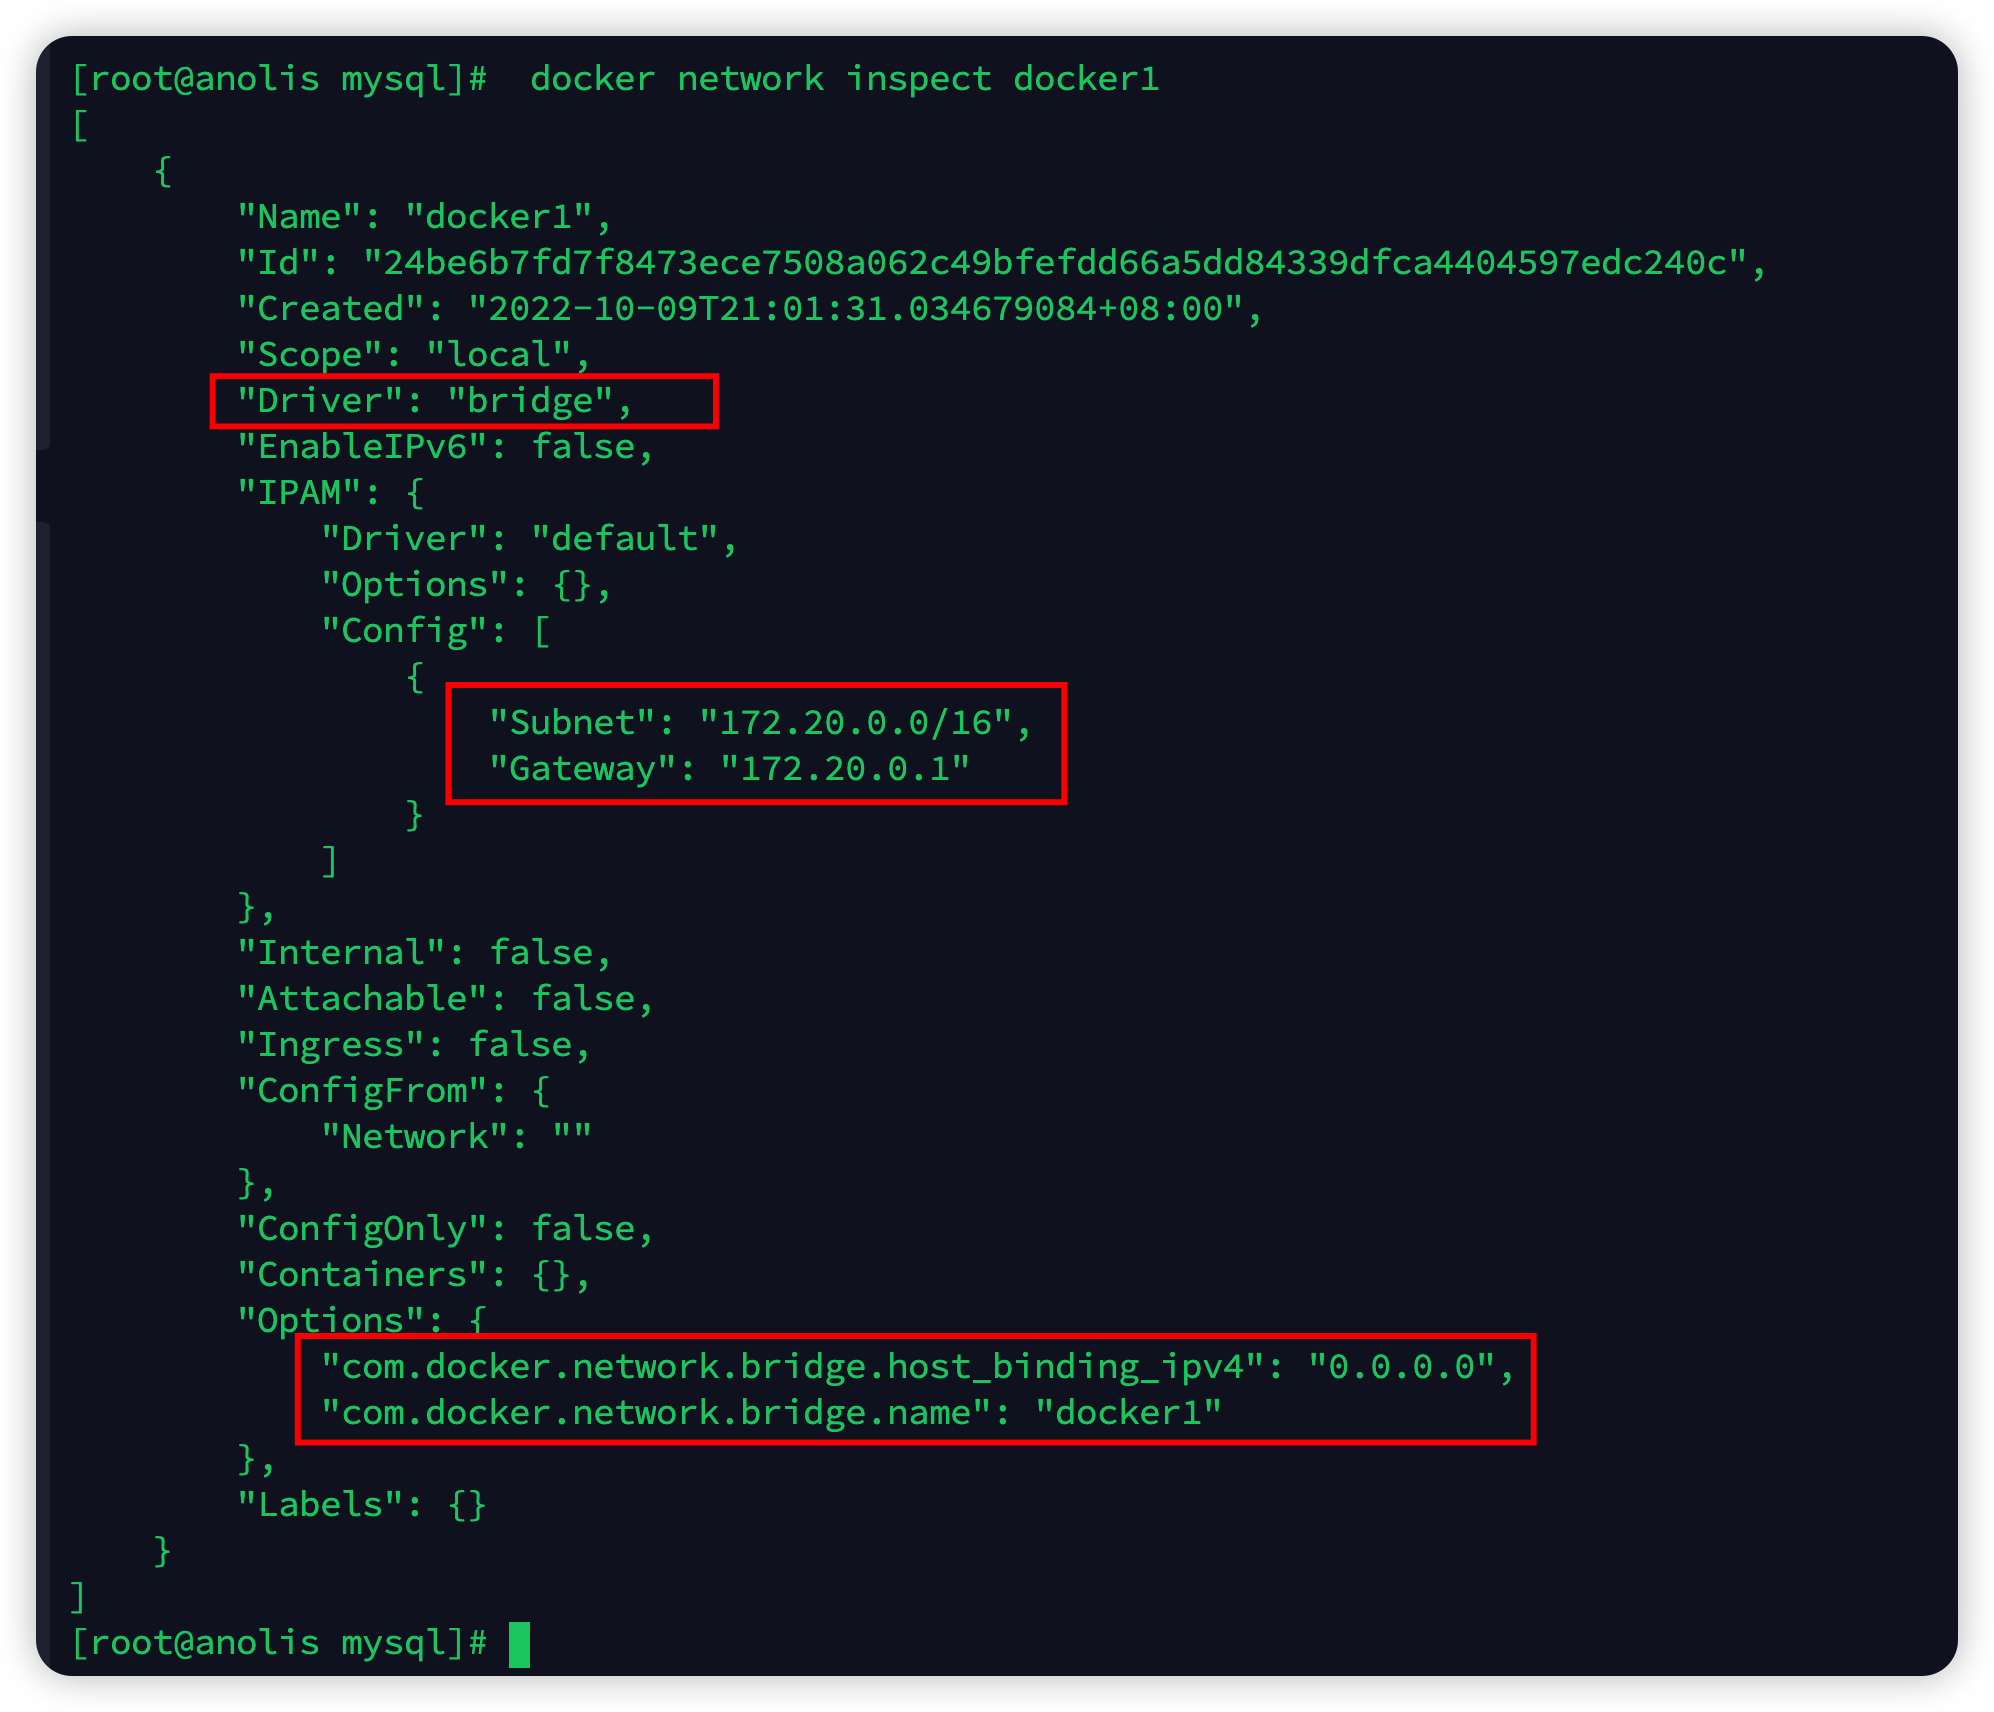 [root@anolis mysql]#  docker network inspect docker1
[
    {
        "Name": "docker1",
        "Id": "24be6b7fd7f8473ece7508a062c49bfefdd66a5dd84339dfca4404597edc240c",
        "Created": "2022-10-09T21:01:31.034679084+08:00",
        "Scope": "local",
        "Driver": "bridge",
        "EnableIPv6": false,
        "IPAM": {
            "Driver": "default",
            "Options": {},
            "Config": [
                {
                    "Subnet": "172.20.0.0/16",
                    "Gateway": "172.20.0.1"
                }
            ]
        },
        "Internal": false,
        "Attachable": false,
        "Ingress": false,
        "ConfigFrom": {
            "Network": ""
        },
        "ConfigOnly": false,
        "Containers": {},
        "Options": {
            "com.docker.network.bridge.host_binding_ipv4": "0.0.0.0",
            "com.docker.network.bridge.name": "docker1"
        },
        "Labels": {}
    }
]
[root@anolis mysql]#